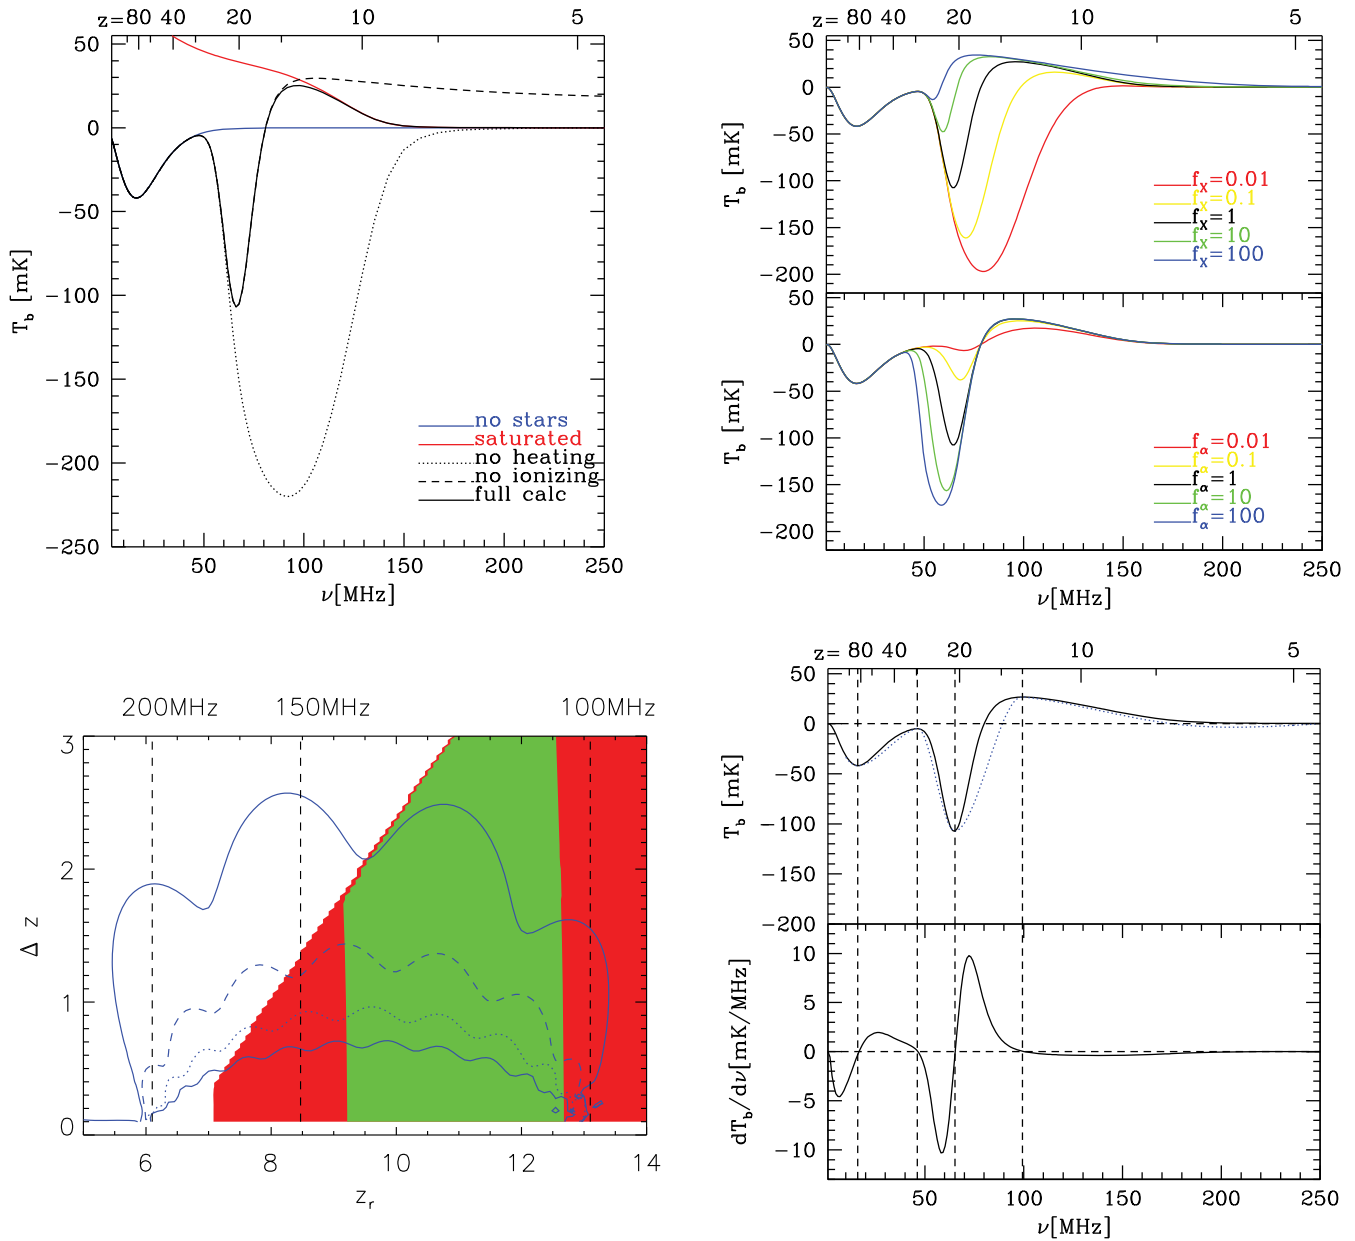 z=80 40 20 10 5
50
0
−50
−100
−150
−200
−250
T_b [mK]
no stars
saturated
no heating
no ionizing
full calc
50 100 150 200 250
ν[MHz]
z=80 40 20 10 5
50
0
−50
−100
−150
−200
T_b [mK]
f_X=0.01
f_X=0.1
f_X=1
f_X=10
f_X=100
50
0
−50
−100
−150
−200
T_b [mK]
f_α=0.01
f_α=0.1
f_α=1
f_α=10
f_α=100
50 100 150 200 250
ν[MHz]
200MHz 150MHz 100MHz
3
2
1
0
Δ z
6 8 10 12 14
z_r
z= 80 40 20 10 5
50
0
−50
−100
−150
−200
T_b [mK]
10
5
0
−5
−10
dT_b/dν[mK/MHz]
50 100 150 200 250
ν[MHz]